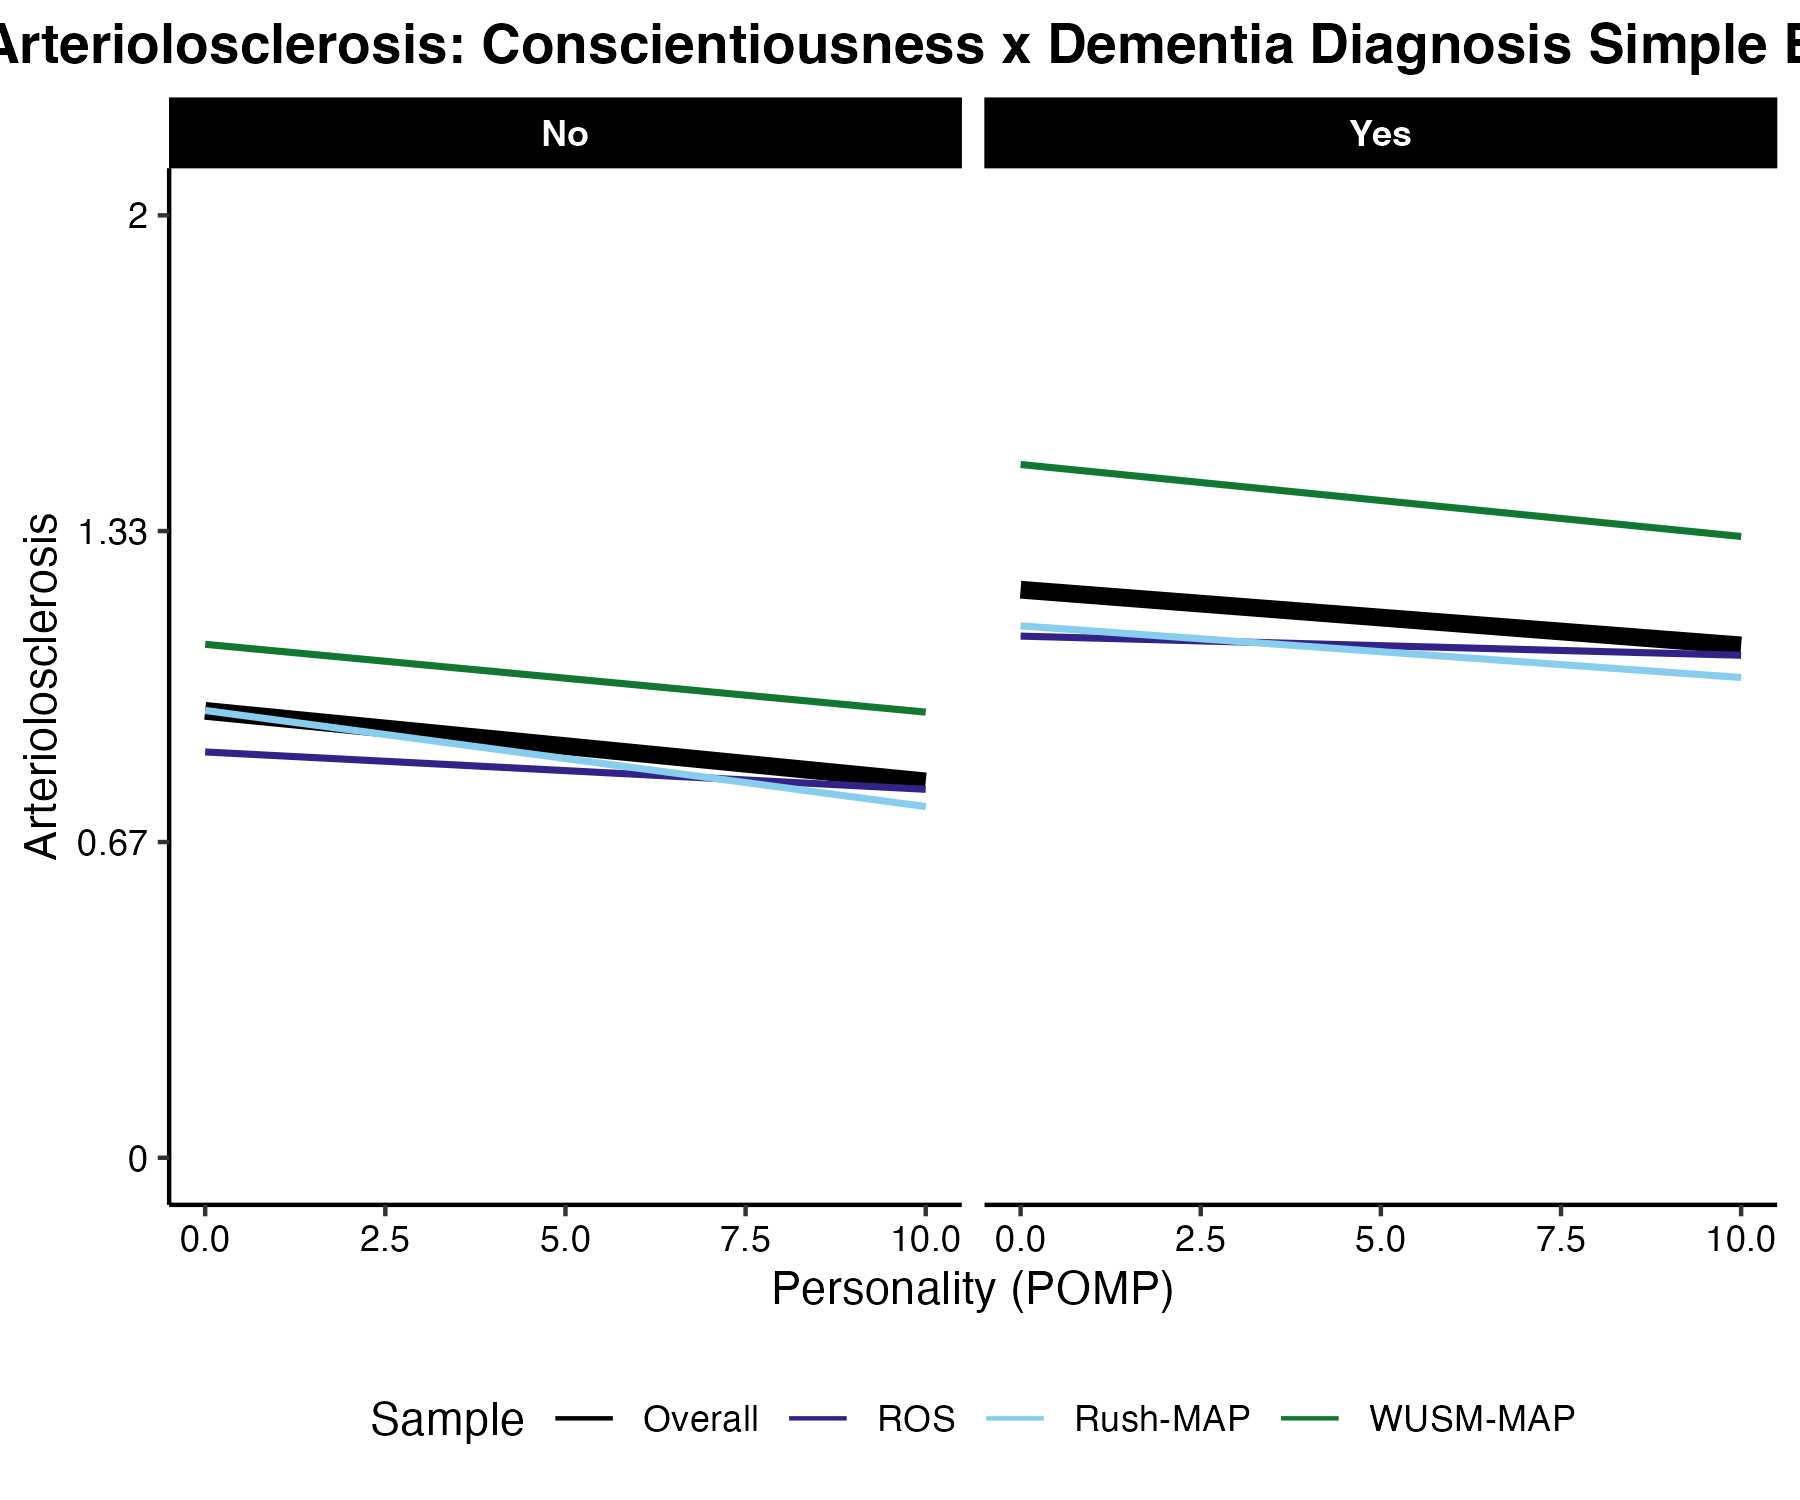 Arteriolosclerosis: Conscientiousness x Dementia Diagnosis Simple
No Yes
2
1.33
0.67
0
Arteriolosclerosis
0.0 2.5 5.0 7.5 10.0 0.0 2.5 5.0 7.5 10.0
Personality (POMP)
Sample Overall ROS Rush-MAP WUSM-MAP